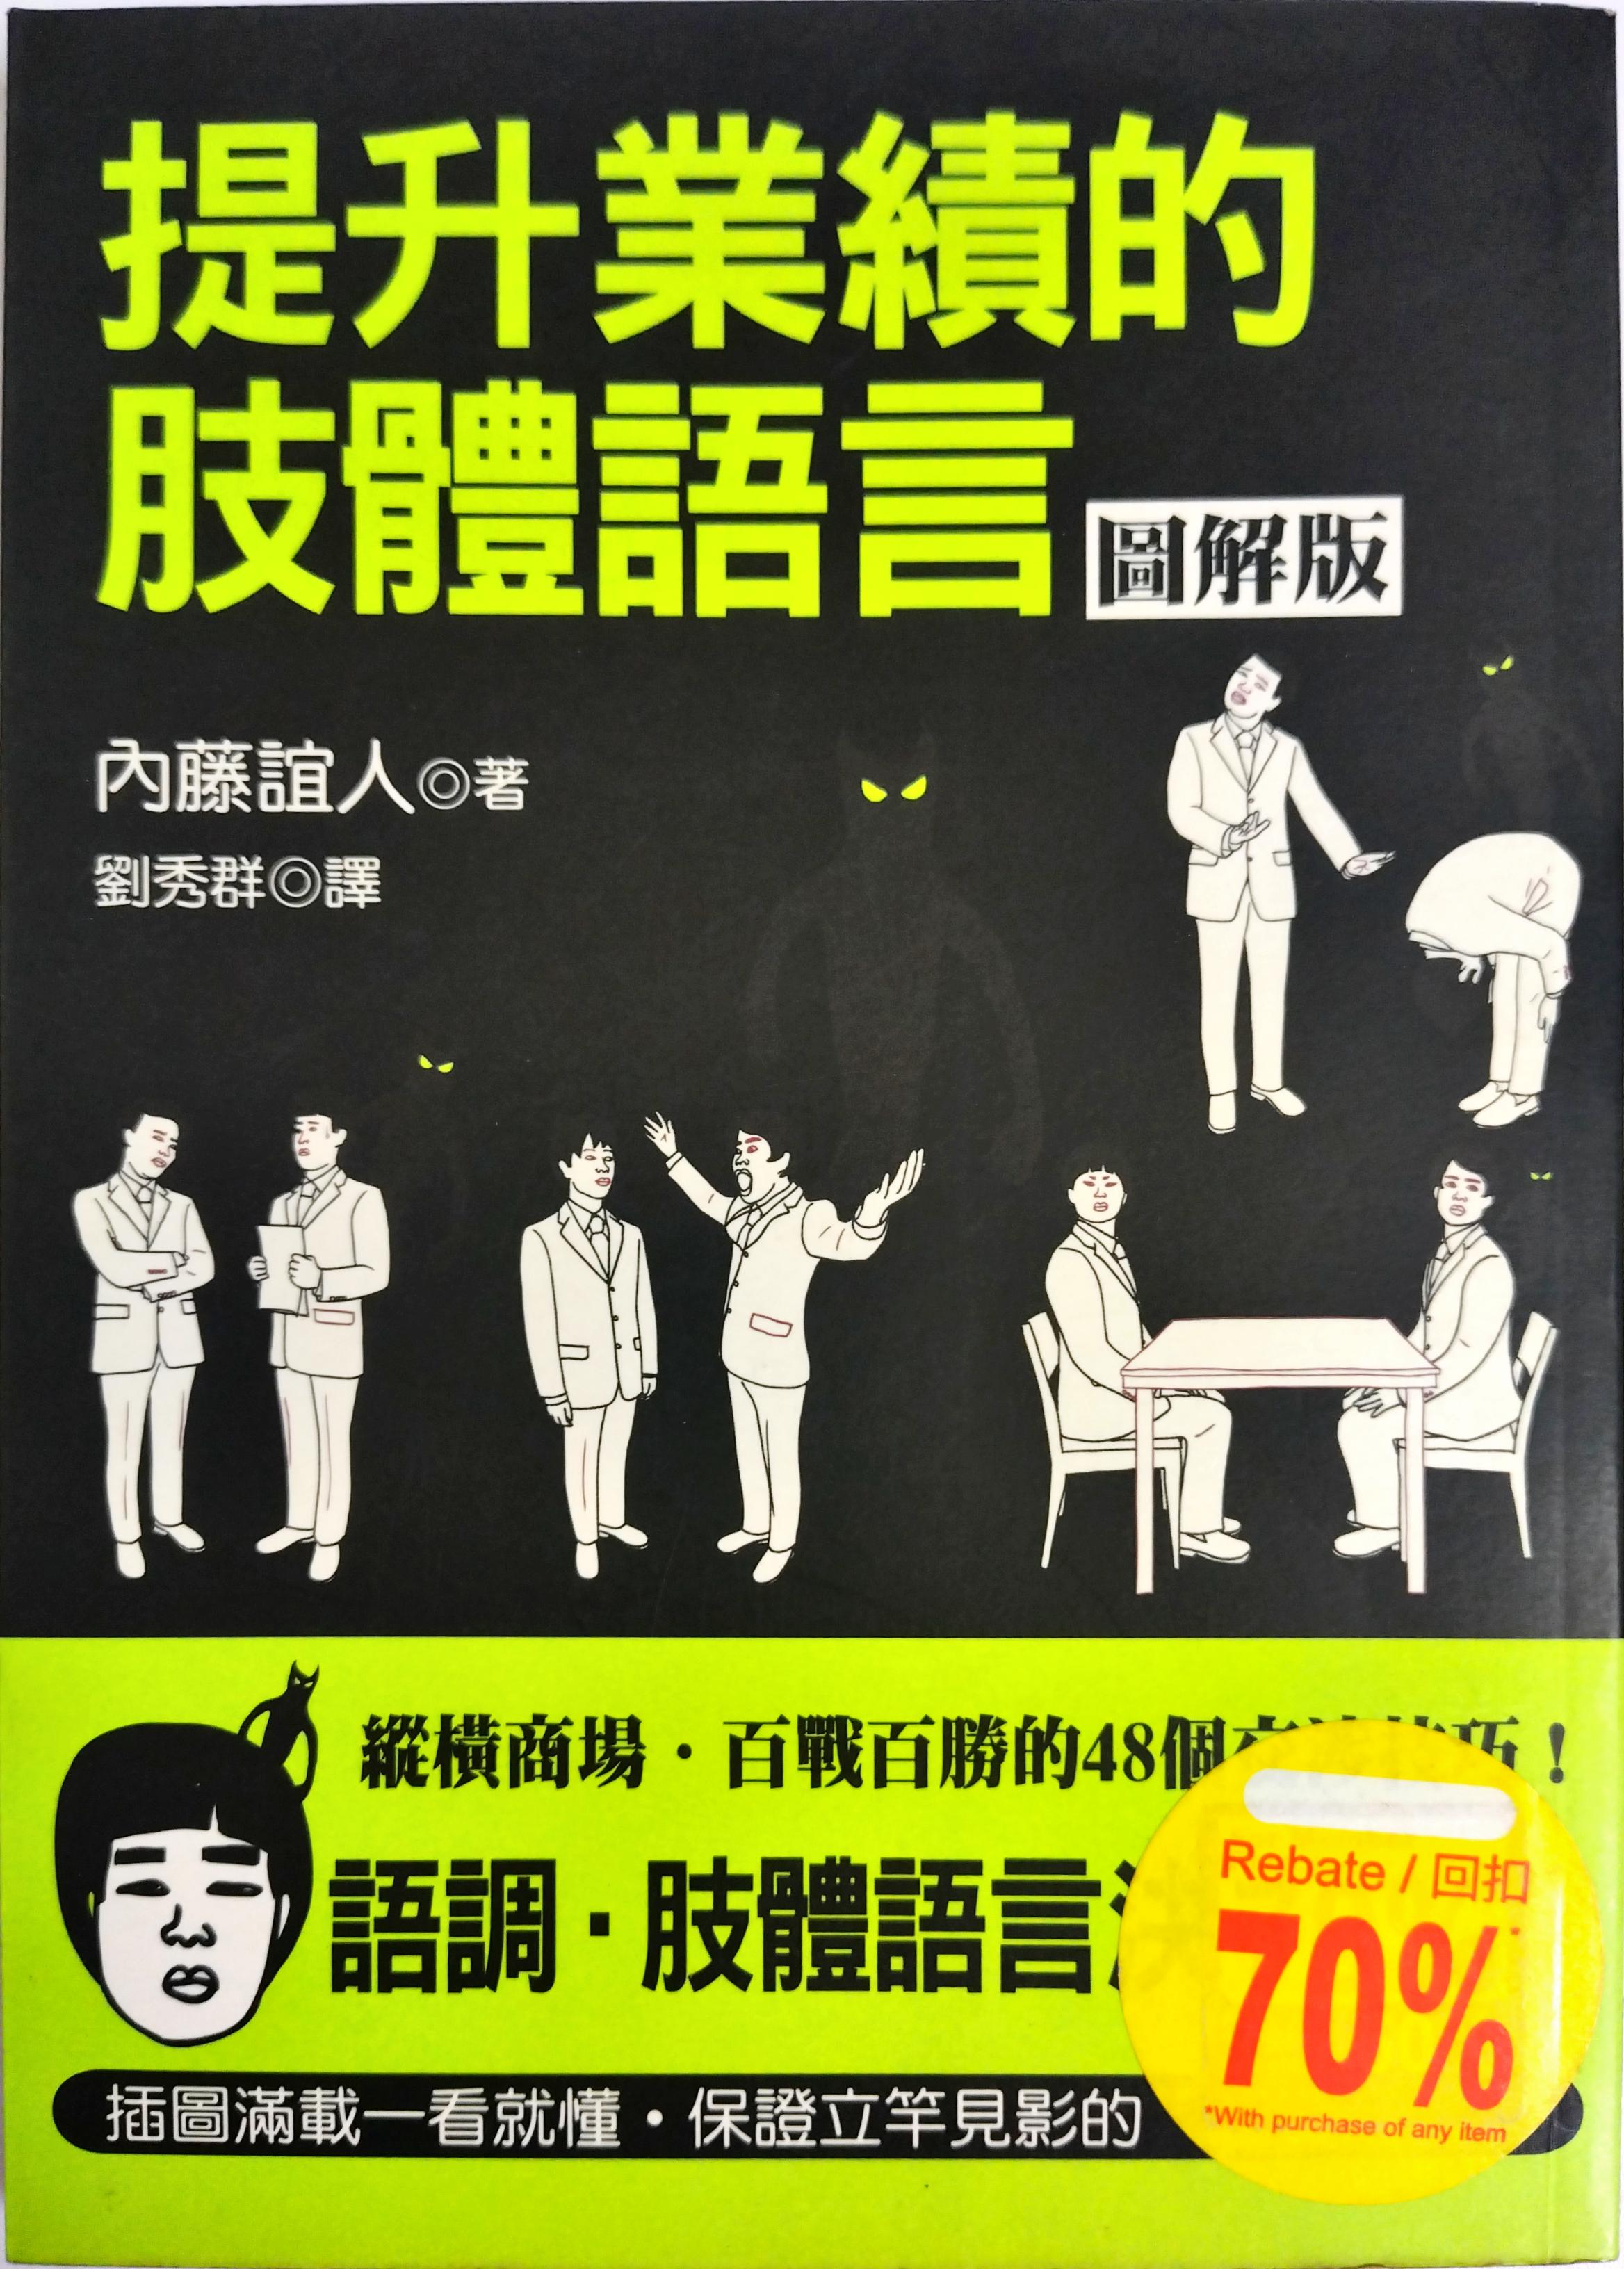 提升業績的
肢體語言 圖解版
內藤誼人◎著
劉秀群◎譯
縱橫商場．百戰百勝的48個 巧！
語調．肢體語言
插圖滿載一看就懂．保證立竿見影的
Rebate / 回扣
70%*
*With purchase of any item